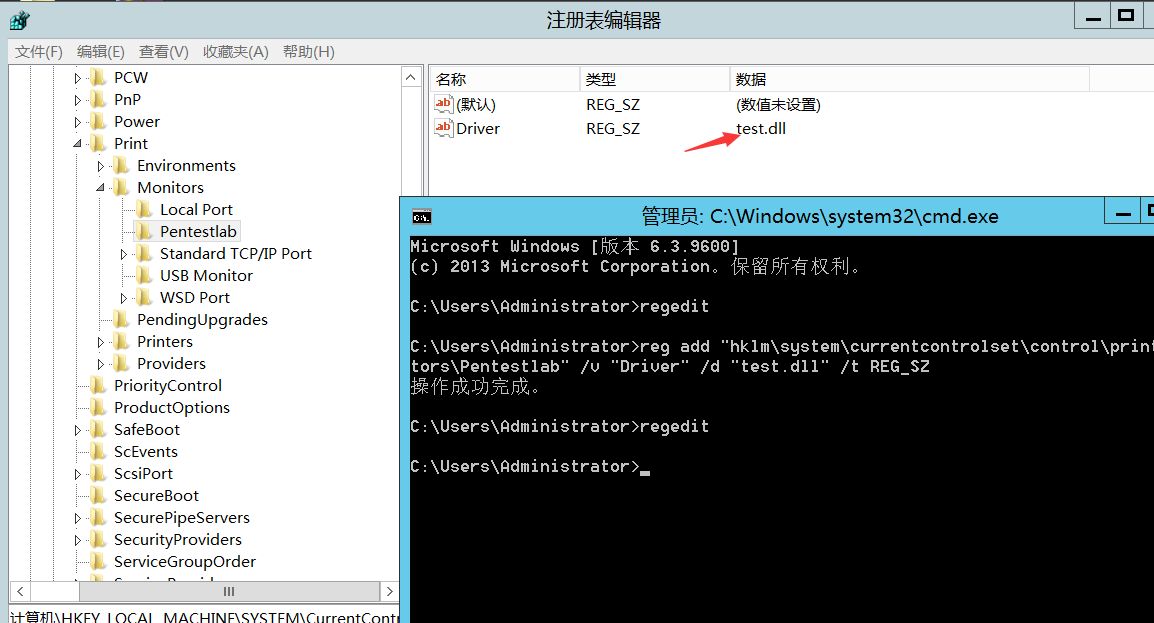 注册表编辑器
文件(F) 编辑(E) 查看(V) 收藏夹(A) 帮助(H)
PCW
PnP
Power
Print
Environments
Monitors
Local Port
Pentestlab
Standard TCP/IP Port
USB Monitor
WSD Port
PendingUpgrades
Printers
Providers
PriorityControl
ProductOptions
SafeBoot
ScEvents
ScsiPort
SecureBoot
SecurePipeServers
SecurityProviders
ServiceGroupOrder
计算机\HKEY_LOCAL_MACHINE\SYSTEM\CurrentContr
名称 类型 数据
ab (默认) REG_SZ (数值未设置)
ab Driver REG_SZ test.dll
C:\. 管理员: C:\Windows\system32\cmd.exe
Microsoft Windows [版本 6.3.9600]
(c) 2013 Microsoft Corporation。保留所有权利。
C:\Users\Administrator>regedit
C:\Users\Administrator>reg add "hklm\system\currentcontrolset\control\print
tors\Pentestlab" /v "Driver" /d "test.dll" /t REG_SZ
操作成功完成。
C:\Users\Administrator>regedit
C:\Users\Administrator>